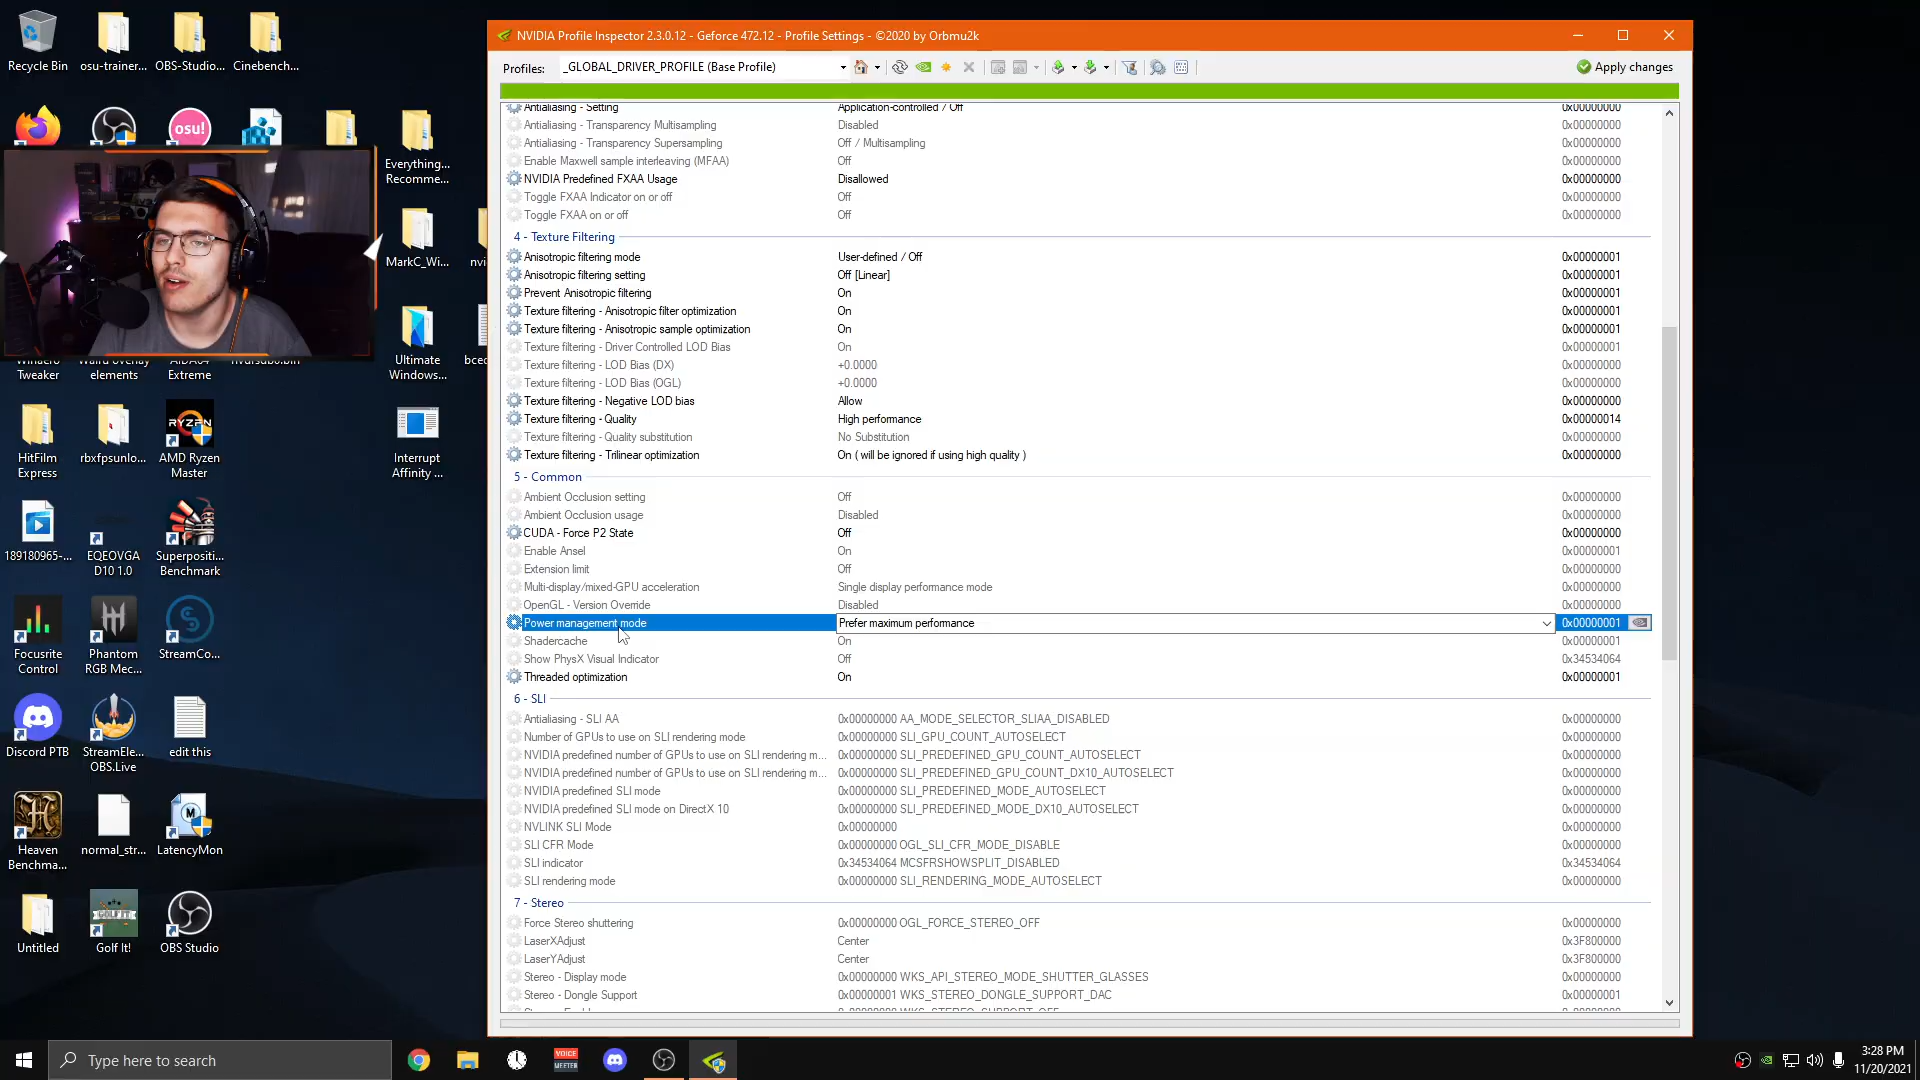 Recycle Bin
osu-trainer...
OBS-Studio...
Cinebench...
osu!
Everything...
Recomme...
MarkC_Wi...
nvi
Winaero
Tweaker
elements
AIDA64
Extreme
Ultimate
Windows...
bced
HitFilm
Express
rbxfpsunlo...
RYZEN
AMD Ryzen
Master
Interrupt
Affinity ...
189180965-...
EQEOVGA
D10 1.0
Superpositi...
Benchmark
Focusrite
Control
Phantom
RGB Mec...
StreamCo...
Discord PTB
StreamEle...
OBS.Live
edit this
Heaven
Benchma...
normal_str...
LatencyMon
Untitled
GOLF IT!
Golf It!
OBS Studio
NVIDIA Profile Inspector 2.3.0.12 - Geforce 472.12 - Profile Settings - ©2020 by Orbmu2k
Profiles: _GLOBAL_DRIVER_PROFILE (Base Profile) Apply changes
Antialiasing - Setting Application-controlled / Off 0x00000000
Antialiasing - Transparency Multisampling Disabled 0x00000000
Antialiasing - Transparency Supersampling Off / Multisampling 0x00000000
Enable Maxwell sample interleaving (MFAA) Off 0x00000000
NVIDIA Predefined FXAA Usage Disallowed 0x00000000
Toggle FXAA Indicator on or off Off 0x00000000
Toggle FXAA on or off Off 0x00000000
4 - Texture Filtering
Anisotropic filtering mode User-defined / Off 0x00000001
Anisotropic filtering setting Off [Linear] 0x00000001
Prevent Anisotropic filtering On 0x00000001
Texture filtering - Anisotropic filter optimization On 0x00000001
Texture filtering - Anisotropic sample optimization On 0x00000001
Texture filtering - Driver Controlled LOD Bias On 0x00000001
Texture filtering - LOD Bias (DX) +0.0000 0x00000000
Texture filtering - LOD Bias (OGL) +0.0000 0x00000000
Texture filtering - Negative LOD bias Allow 0x00000000
Texture filtering - Quality High performance 0x00000014
Texture filtering - Quality substitution No Substitution 0x00000000
Texture filtering - Trilinear optimization On ( will be ignored if using high quality ) 0x00000000
5 - Common
Ambient Occlusion setting Off 0x00000000
Ambient Occlusion usage Disabled 0x00000000
CUDA - Force P2 State Off 0x00000000
Enable Ansel On 0x00000001
Extension limit Off 0x00000000
Multi-display/mixed-GPU acceleration Single display performance mode 0x00000000
OpenGL - Version Override Disabled 0x00000000
Power management mode Prefer maximum performance 0x00000001
Shadercache On 0x00000001
Show PhysX Visual Indicator Off 0x34534064
Threaded optimization On 0x00000001
6 - SLI
Antialiasing - SLI AA 0x00000000 AA_MODE_SELECTOR_SLIAA_DISABLED 0x00000000
Number of GPUs to use on SLI rendering mode 0x00000000 SLI_GPU_COUNT_AUTOSELECT 0x00000000
NVIDIA predefined number of GPUs to use on SLI rendering m... 0x00000000 SLI_PREDEFINED_GPU_COUNT_AUTOSELECT 0x00000000
NVIDIA predefined number of GPUs to use on SLI rendering m... 0x00000000 SLI_PREDEFINED_GPU_COUNT_DX10_AUTOSELECT 0x00000000
NVIDIA predefined SLI mode 0x00000000 SLI_PREDEFINED_MODE_AUTOSELECT 0x00000000
NVIDIA predefined SLI mode on DirectX 10 0x00000000 SLI_PREDEFINED_MODE_DX10_AUTOSELECT 0x00000000
NVLINK SLI Mode 0x00000000 0x00000000
SLI CFR Mode 0x00000000 OGL_SLI_CFR_MODE_DISABLE 0x00000000
SLI indicator 0x34534064 MCSFRSHOWSPLIT_DISABLED 0x34534064
SLI rendering mode 0x00000000 SLI_RENDERING_MODE_AUTOSELECT 0x00000000
7 - Stereo
Force Stereo shuttering 0x00000000 OGL_FORCE_STEREO_OFF 0x00000000
LaserXAdjust Center 0x3F800000
LaserYAdjust Center 0x3F800000
Stereo - Display mode 0x00000000 WKS_API_STEREO_MODE_SHUTTER_GLASSES 0x00000000
Stereo - Dongle Support 0x00000001 WKS_STEREO_DONGLE_SUPPORT_DAC 0x00000001
Type here to search
VOICE
MEETER
3:28 PM
11/20/2021